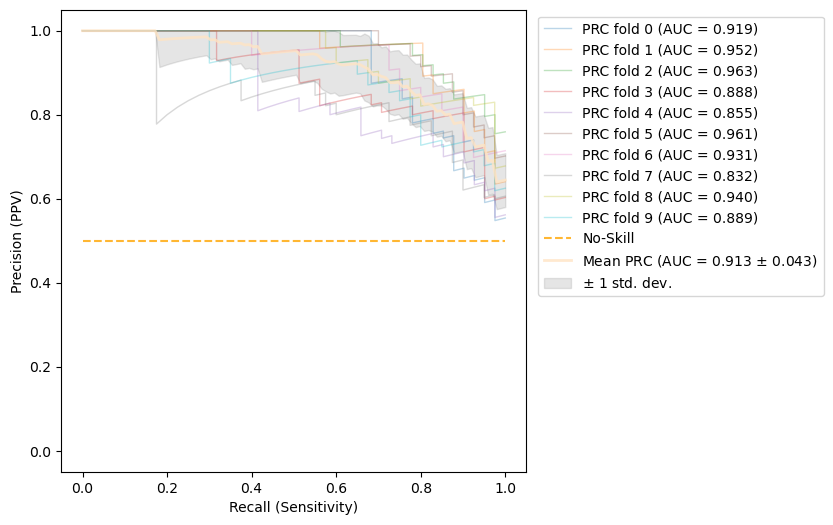 1.0
0.8
0.6
0.4
0.2
0.0
Precision (PPV)
0.0 0.2 0.4 0.6 0.8 1.0
Recall (Sensitivity)
PRC fold 0 (AUC = 0.919)
PRC fold 1 (AUC = 0.952)
PRC fold 2 (AUC = 0.963)
PRC fold 3 (AUC = 0.888)
PRC fold 4 (AUC = 0.855)
PRC fold 5 (AUC = 0.961)
PRC fold 6 (AUC = 0.931)
PRC fold 7 (AUC = 0.832)
PRC fold 8 (AUC = 0.940)
PRC fold 9 (AUC = 0.889)
No-Skill
Mean PRC (AUC = 0.913 ± 0.043)
± 1 std. dev.